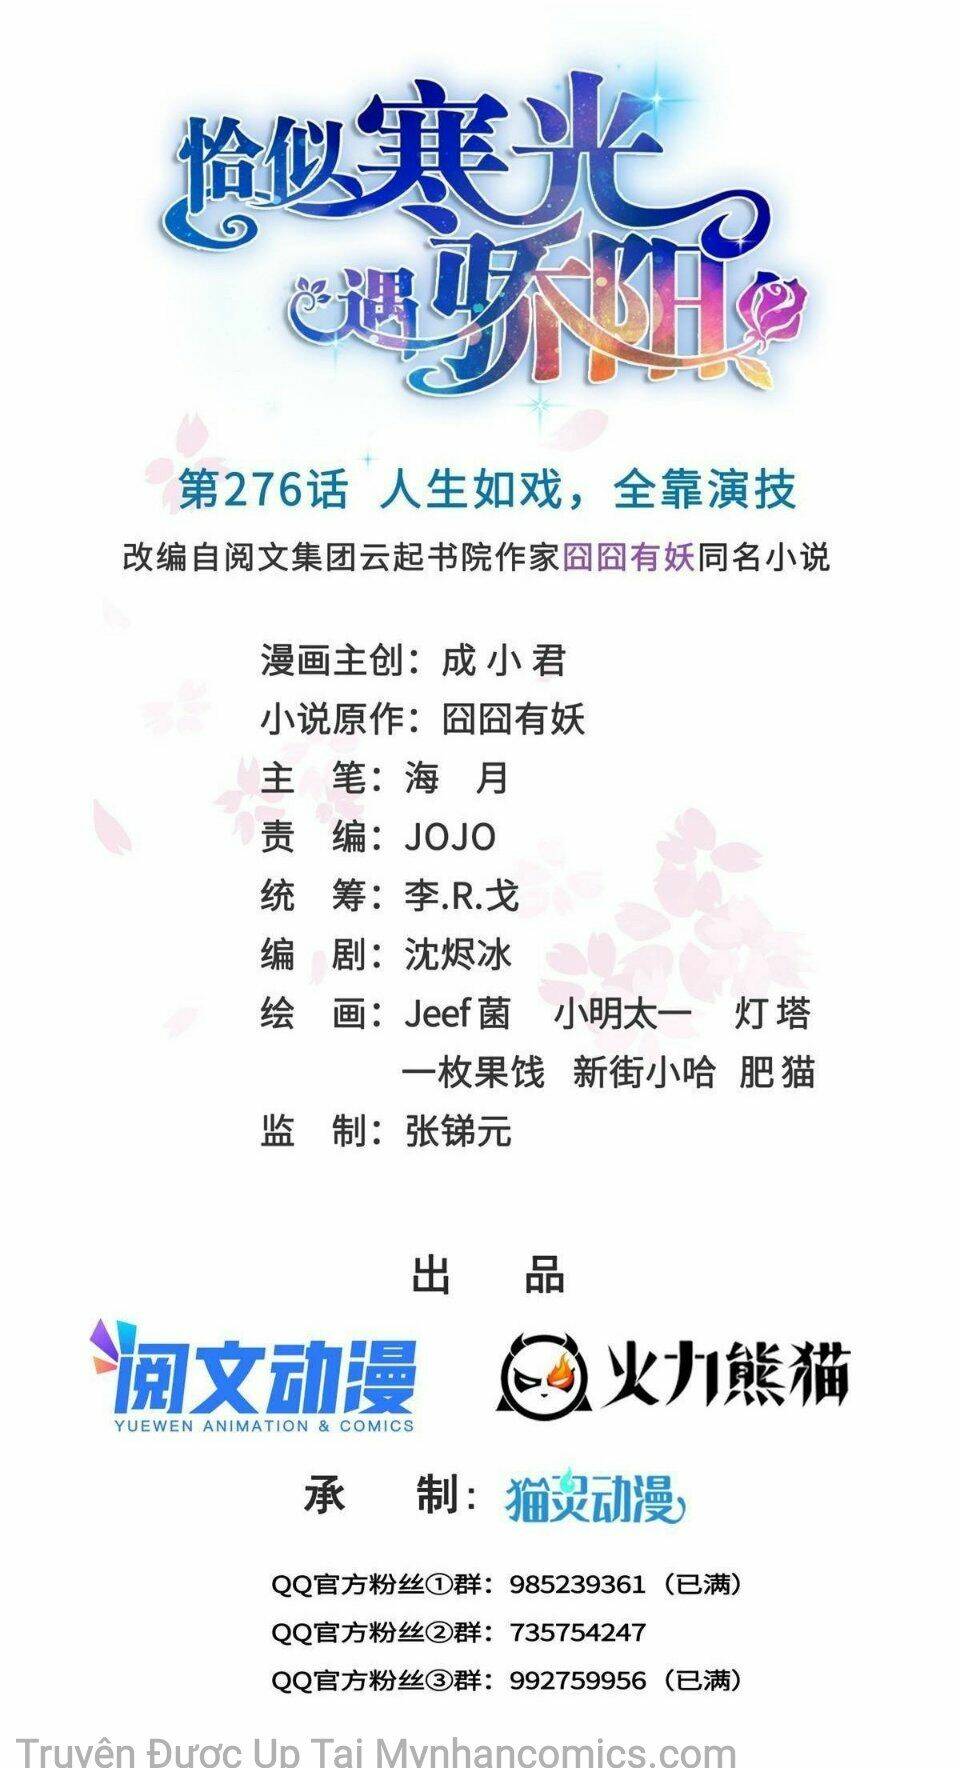 恰似寒光
遇骄阳
第276话 人生如戏，全靠演技
改编自阅文集团云起书院作家囧囧有妖同名小说
漫画主创：成小君
小说原作：囧囧有妖
主 笔：海 月
责 编：JOJO
统 筹：李.R.戈
编 剧：沈烬冰
绘 画：Jeef菌 小明太一 灯塔
一枚果饯 新街小哈 肥猫
监 制：张锑元
出 品
阅文动漫
YUEWEN ANIMATION & COMICS
火力熊猫
承 制：猫灵动漫
QQ官方粉丝①群：985239361（已满）
QQ官方粉丝②群：735754247
QQ官方粉丝③群：992759956（已满）
Truyện Được Up Tại Mynhancomics.com